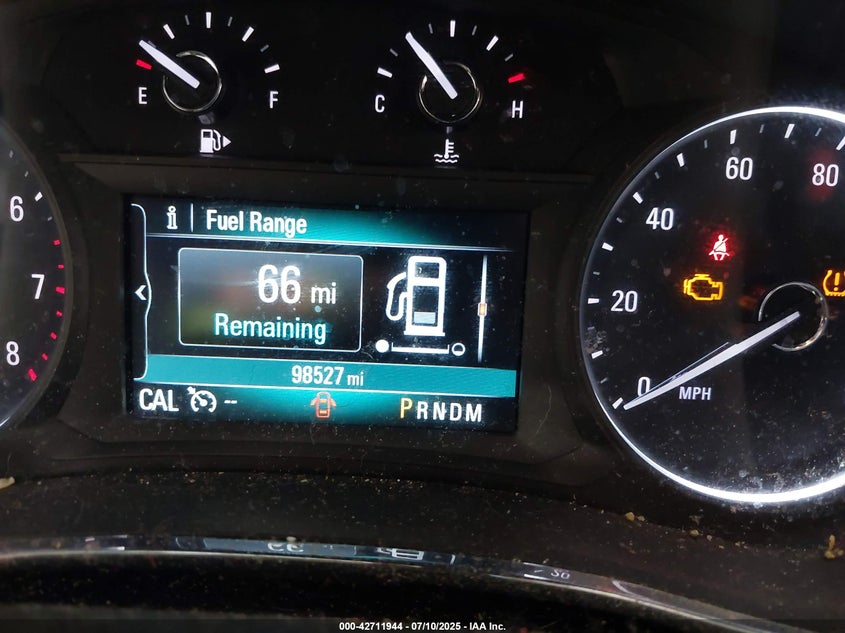 E F
C H
6
7
8
i Fuel Range
66 mi
Remaining
98527 mi
CAL --
PRNDM
0
20
40
60
80
MPH
000-42711944 - 07/10/2025 - IAA Inc.